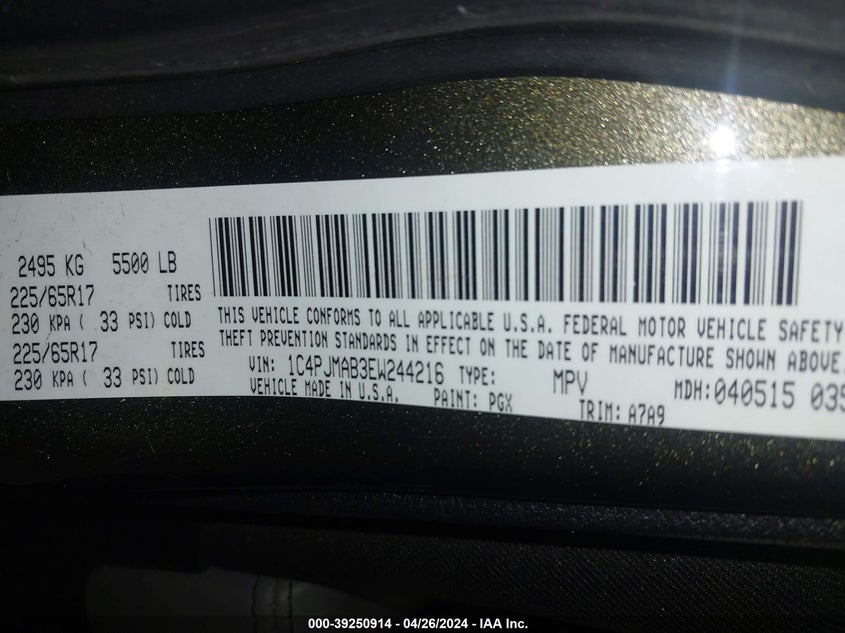 2495 KG 5500 LB
225/65R17 TIRES
230 KPA ( 33 PSI) COLD
225/65R17 TIRES
230 KPA ( 33 PSI) COLD
THIS VEHICLE CONFORMS TO ALL APPLICABLE U.S.A. FEDERAL MOTOR VEHICLE SAFETY
THEFT PREVENTION STANDARDS IN EFFECT ON THE DATE OF MANUFACTURE SHOWN ABOVE.
VIN: 1C4PJMAB3EW244216 TYPE: MPV MDH:040515 035
VEHICLE MADE IN U.S.A. PAINT: PGX TRIM: A7A9
000-39250914 - 04/26/2024 - IAA Inc.